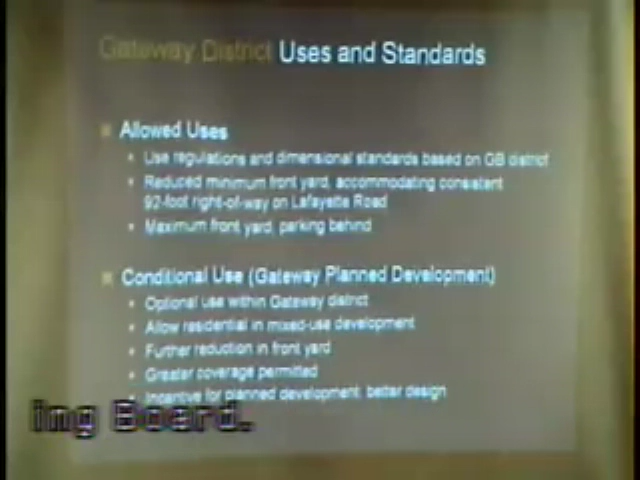 Gateway District Uses and Standards
Allowed Uses
• Use regulations and dimensional standards based on GB district
• Reduced minimum front yard, accommodating consistent
92-foot right-of-way on Lafayette Road
• Maximum front yard, parking behind
Conditional Use (Gateway Planned Development)
• Optional use within Gateway district
• Allow residential in mixed-use development
• Further reduction in front yard
• Greater coverage permitted
• Incentive for planned development, better design
ing Board.